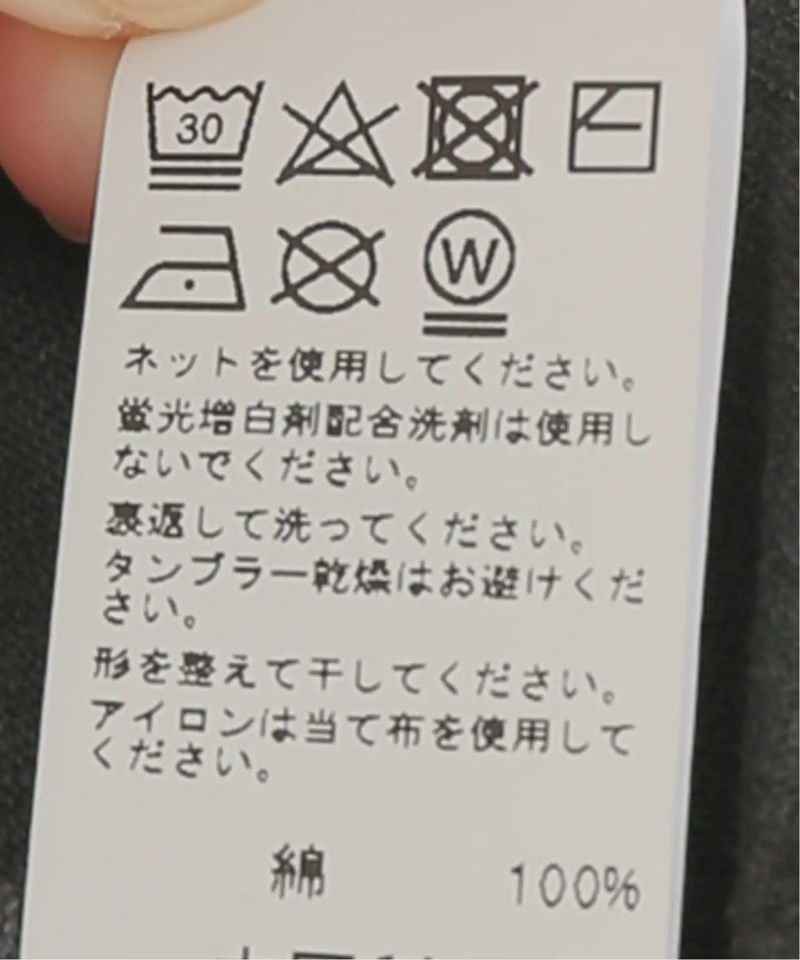 30
W
ネットを使用してください。
蛍光増白剤配合洗剤は使用し
ないでください。
裏返して洗ってください。
タンブラー乾燥はお避けくだ
さい。
形を整えて干してください。
アイロンは当て布を使用して
ください。
綿 100%